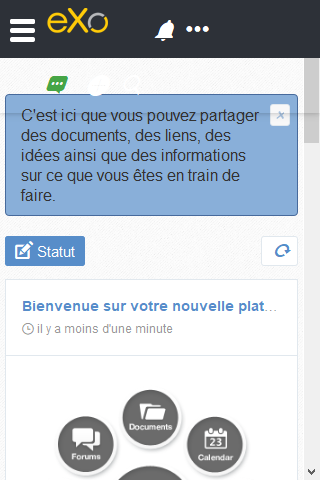 eXo
C'est ici que vous pouvez partager
des documents, des liens, des
idées ainsi que des informations
sur ce que vous êtes en train de
faire.
×
Statut
Bienvenue sur votre nouvelle plat...
il y a moins d'une minute
Documents
Forums
Calendar
23